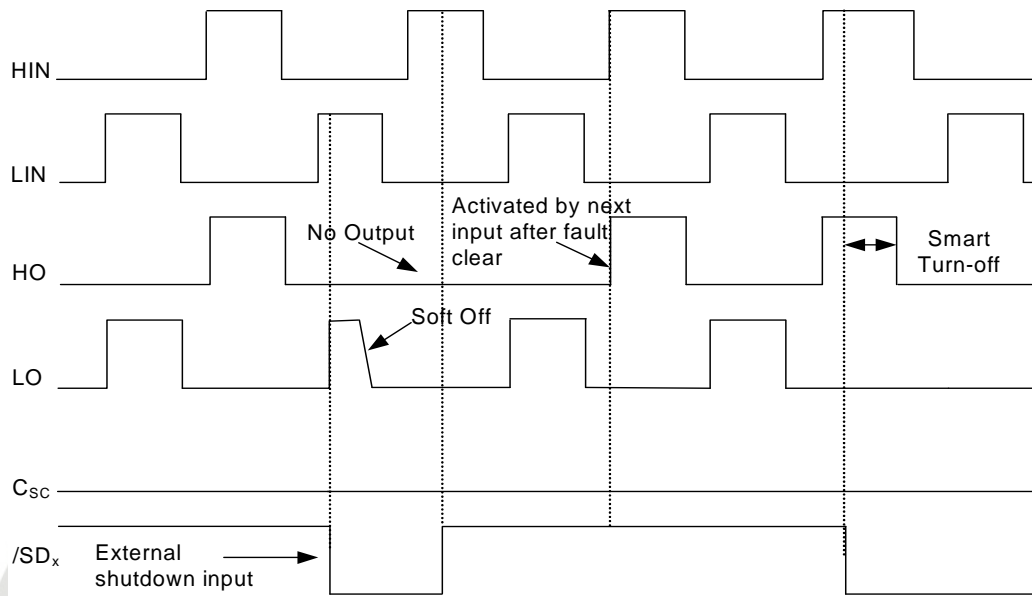 HIN
LIN
Activated by next
input after fault
clear
No Output
Smart
Turn-off
HO
Soft Off
LO
CSC
/SDx
External
shutdown input